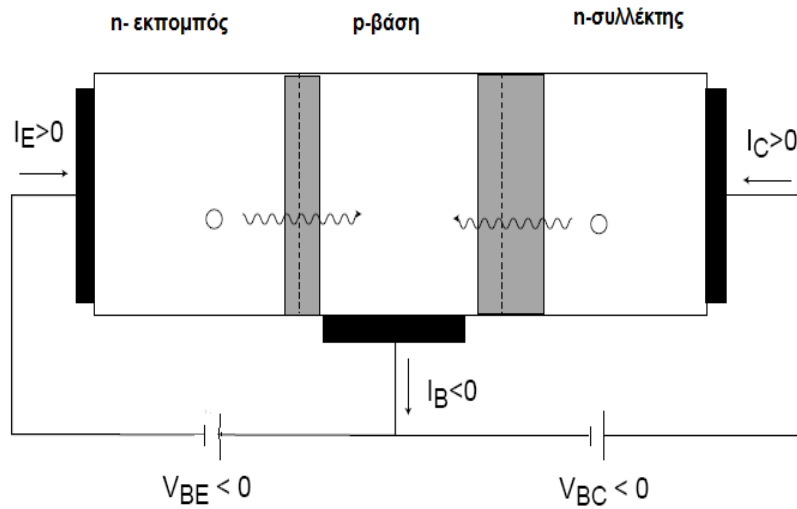 n- εκπομπός p-βάση n-συλλέκτης
I_E>0 I_C>0
I_B<0
V_BE < 0 V_BC < 0